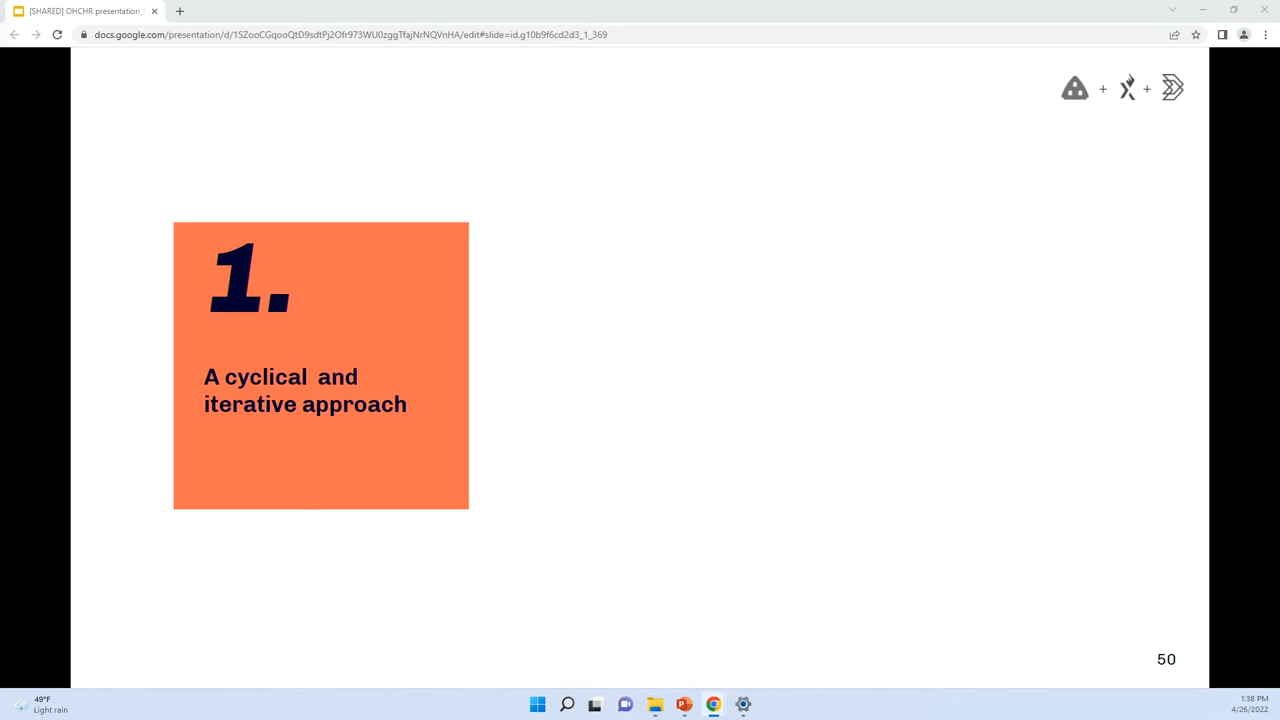 [SHARED] OHCHR presentation_
docs.google.com/presentation/d/1SZooCGqooQtD9sdtPj2Ofr973WU0zggTfajNrNQVnHA/edit#slide=id.g10b9f6cd2d3_1_369
+ +
1.
A cyclical and
iterative approach
50
49°F
Light rain
1:38 PM
4/26/2022